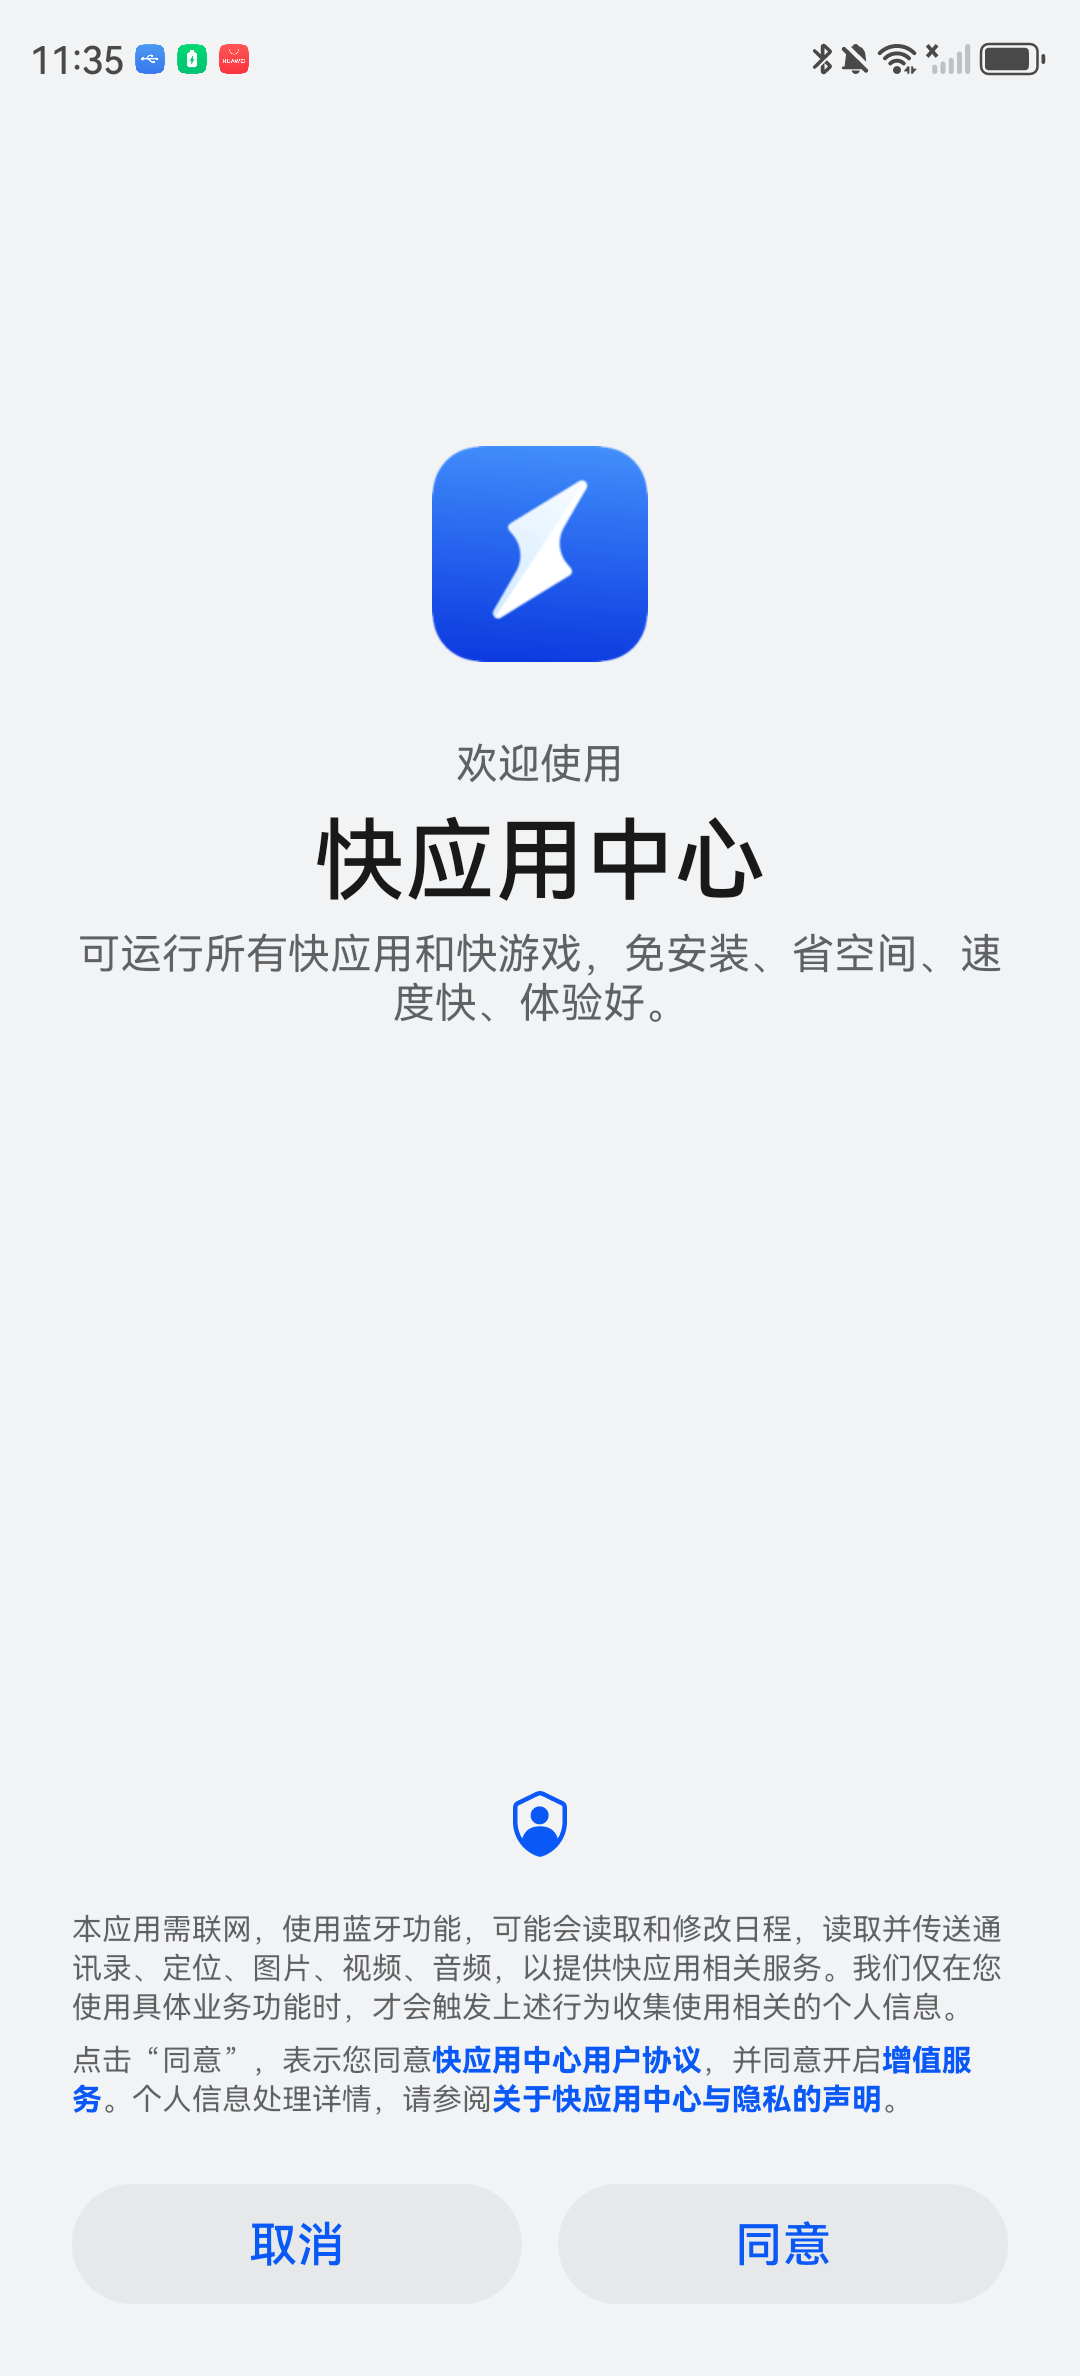 11:35
HUAWEI
欢迎使用
快应用中心
可运行所有快应用和快游戏，免安装、省空间、速
度快、体验好。
本应用需联网，使用蓝牙功能，可能会读取和修改日程，读取并传送通
讯录、定位、图片、视频、音频，以提供快应用相关服务。我们仅在您
使用具体业务功能时，才会触发上述行为收集使用相关的个人信息。
点击“同意”，表示您同意快应用中心用户协议，并同意开启增值服
务。个人信息处理详情，请参阅关于快应用中心与隐私的声明。
取消
同意